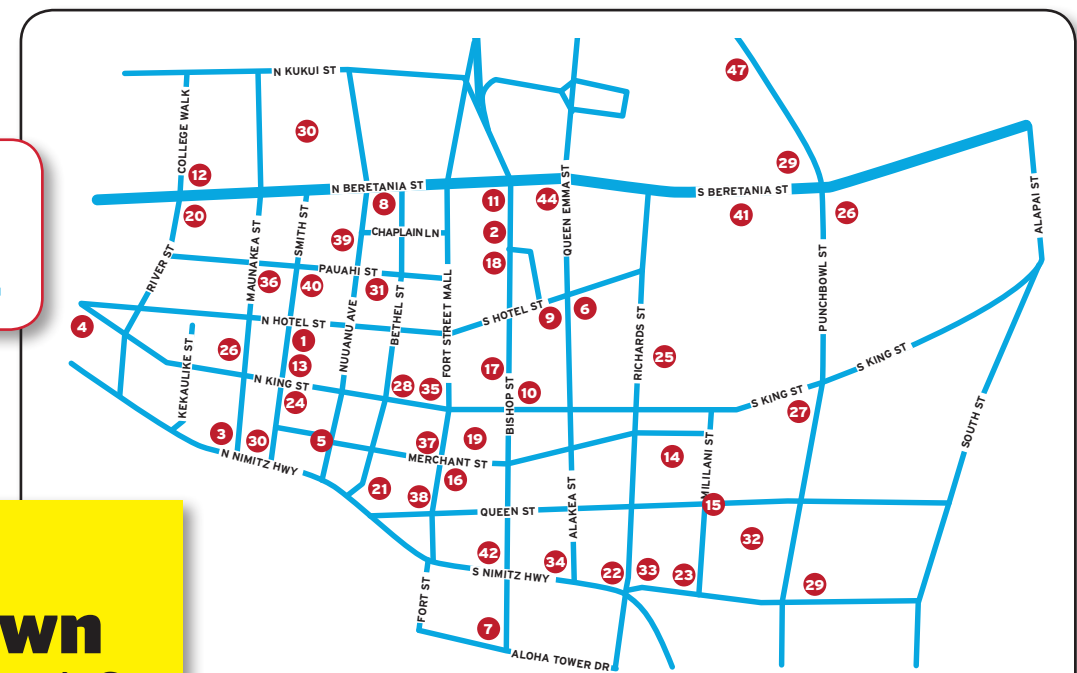 N KUKUI ST
47
COLLEGE WALK
30
12
29
QUEEN EMMA ST
N BERETANIA ST
S BERETANIA ST
ALAPAI ST
20
8
11
44
41
26
SMITH ST
MAUNAKEA ST
39
CHAPLAIN LN
2
18
RIVER ST
PAUAHI ST
36
40
31
PUNCHBOWL ST
4
N HOTEL ST
S HOTEL ST
9
6
NUUANU AVE
BETHEL ST
FORT STREET MALL
RICHARDS ST
KEKAULIKE ST
26
1
13
17
25
S KING ST
N KING ST
28
35
10
BISHOP ST
S KING ST
24
27
SOUTH ST
3
30
5
37
19
N NIMITZ HWY
MERCHANT ST
14
MILILANI ST
16
21
38
ALAKEA ST
15
QUEEN ST
32
42
34
S NIMITZ HWY
22
33
23
29
FORT ST
7
ALOHA TOWER DR
wn